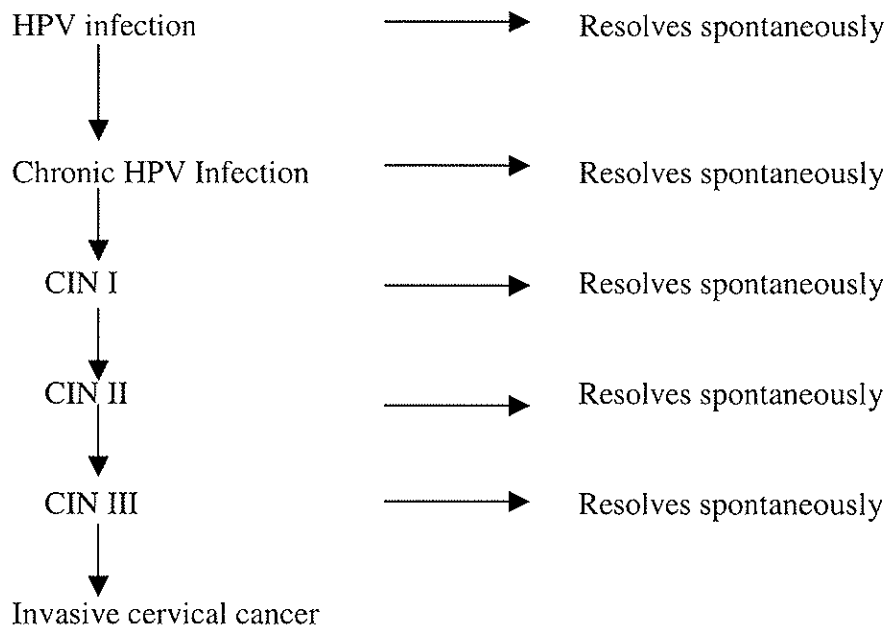 HPV infection Resolves spontaneously
Chronic HPV Infection Resolves spontaneously
CIN I Resolves spontaneously
CIN II Resolves spontaneously
CIN III Resolves spontaneously
Invasive cervical cancer